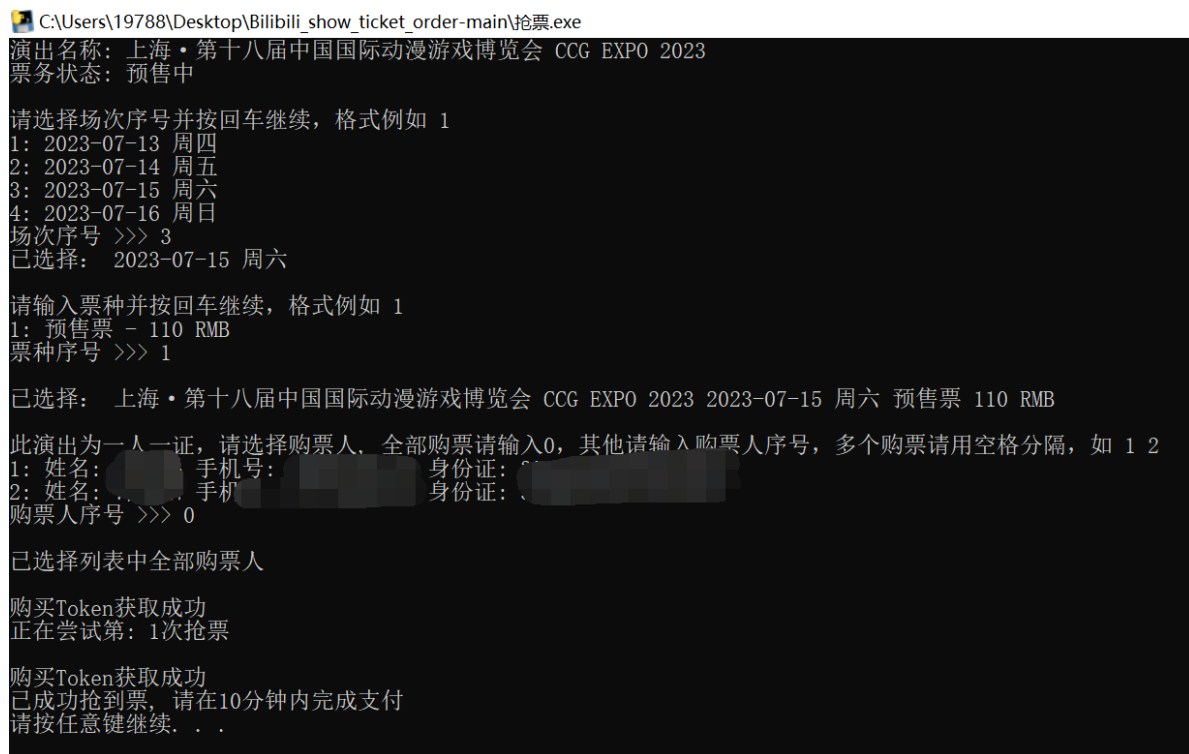 C:\Users\19788\Desktop\Bilibili_show_ticket_order-main\抢票.exe
演出名称: 上海·第十八届中国国际动漫游戏博览会 CCG EXPO 2023
票务状态: 预售中
请选择场次序号并按回车继续，格式例如 1
1: 2023-07-13 周四
2: 2023-07-14 周五
3: 2023-07-15 周六
4: 2023-07-16 周日
场次序号 >>> 3
已选择： 2023-07-15 周六
请输入票种并按回车继续，格式例如 1
1: 预售票 - 110 RMB
票种序号 >>> 1
已选择： 上海·第十八届中国国际动漫游戏博览会 CCG EXPO 2023 2023-07-15 周六 预售票 110 RMB
此演出为一人一证，请选择购票人, 全部购票请输入0，其他请输入购票人序号，多个购票请用空格分隔，如 1 2
1: 姓名: 手机号: 身份证:
2: 姓名: 手机 身份证:
购票人序号 >>> 0
已选择列表中全部购票人
购买Token获取成功
正在尝试第: 1次抢票
购买Token获取成功
已成功抢到票, 请在10分钟内完成支付
请按任意键继续. . .